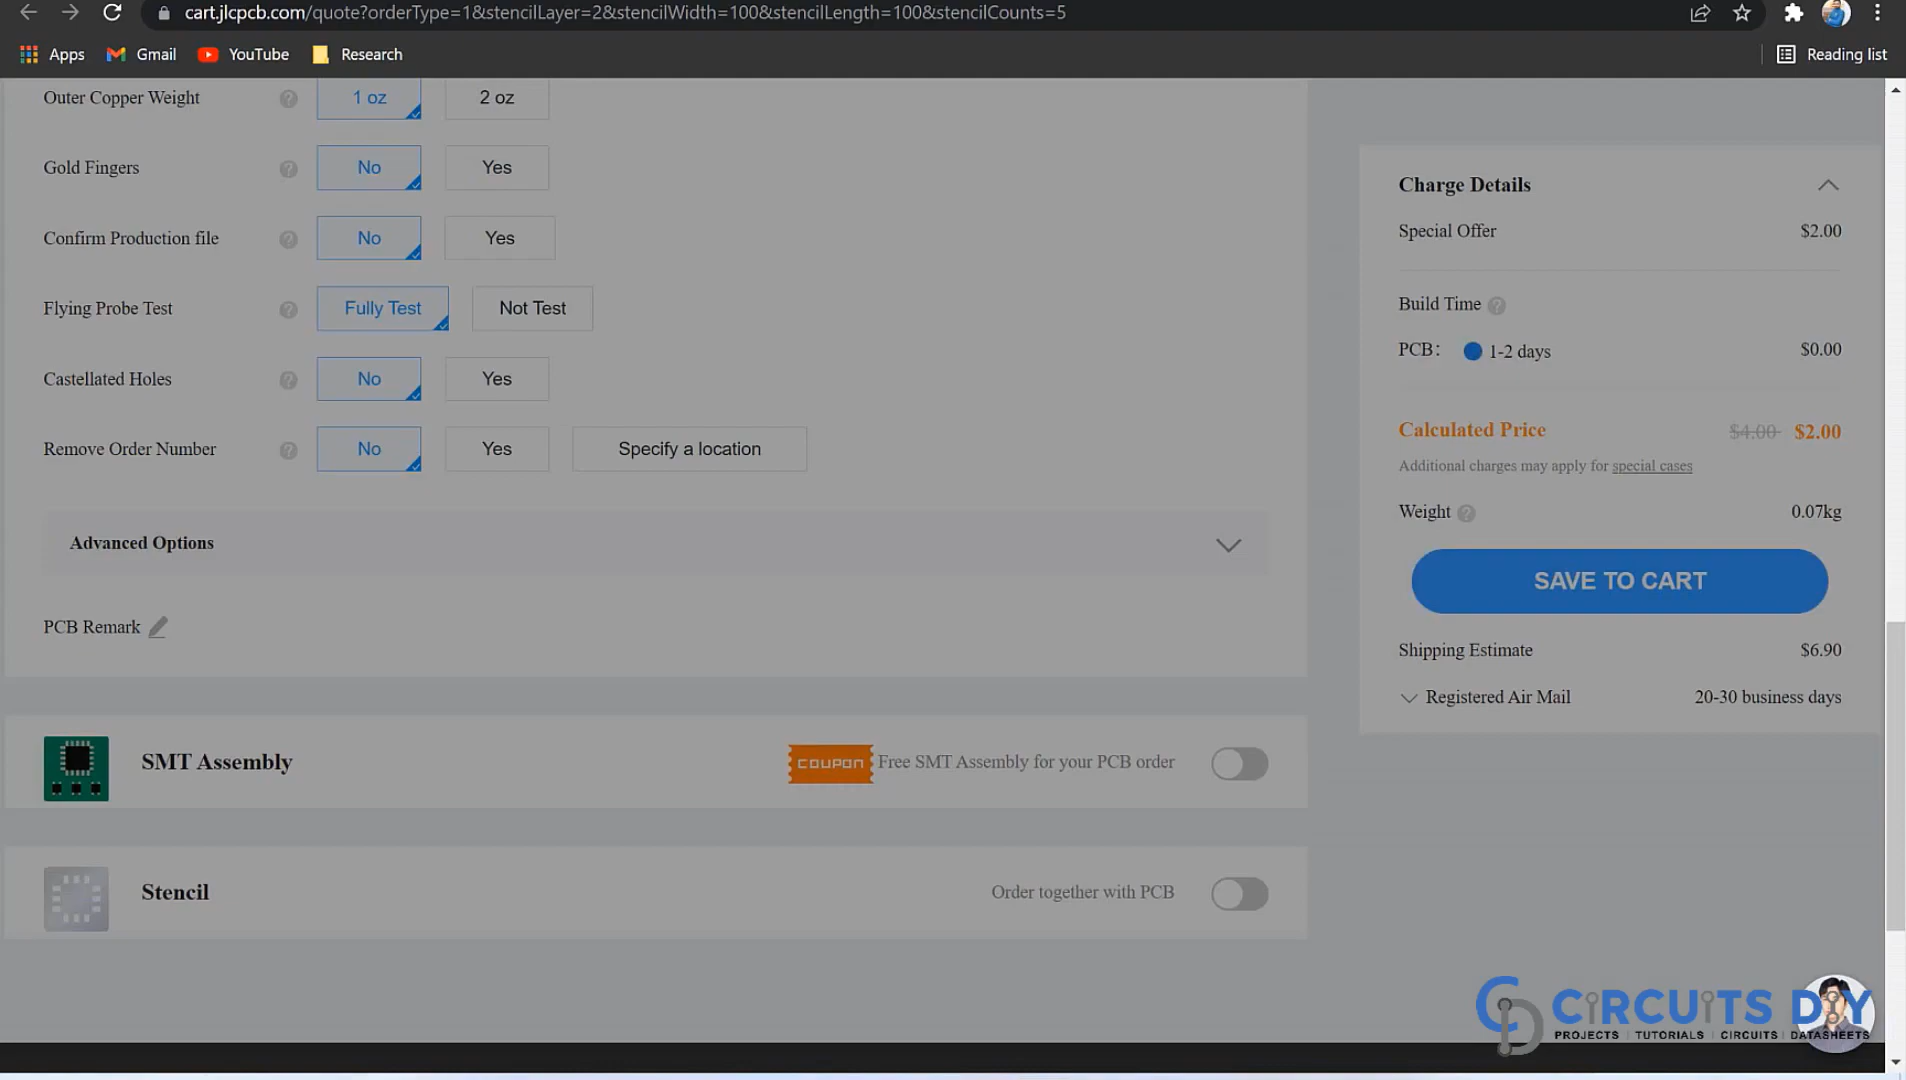 cart.jlcpcb.com/quote?orderType=1&stencilLayer=2&stencilWidth=100&stencilLength=100&stencilCounts=5
Apps Gmail YouTube Research Reading list
Outer Copper Weight ? 1 oz 2 oz
Gold Fingers ? No Yes
Confirm Production file ? No Yes
Flying Probe Test ? Fully Test Not Test
Castellated Holes ? No Yes
Remove Order Number ? No Yes Specify a location
Advanced Options
PCB Remark
SMT Assembly COUPON Free SMT Assembly for your PCB order
Stencil Order together with PCB
Charge Details
Special Offer $2.00
Build Time ?
PCB: 1-2 days $0.00
Calculated Price $4.00 $2.00
Additional charges may apply for special cases
Weight ? 0.07kg
SAVE TO CART
Shipping Estimate $6.90
Registered Air Mail 20-30 business days
CD CiRCUiTS DiY
PROJECTS | TUTORIALS | CIRCUITS | DATASHEETS